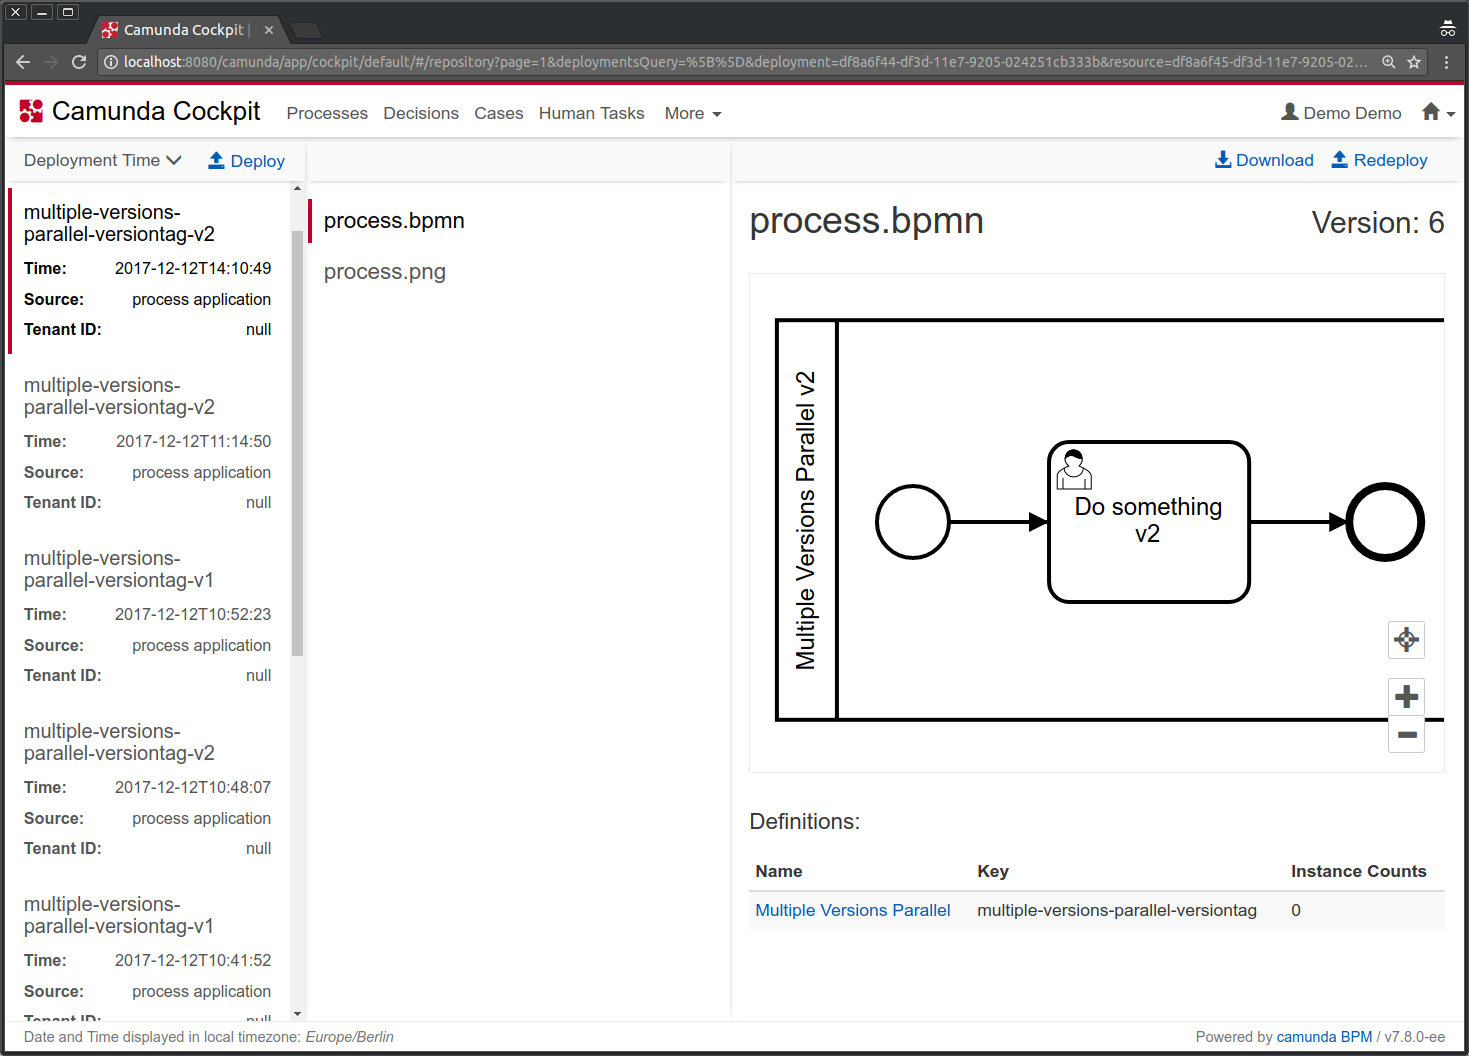 Camunda Cockpit |
localhost:8080/camunda/app/cockpit/default/#/repository?page=1&deploymentsQuery=%5B%5D&deployment=df8a6f44-df3d-11e7-9205-024251cb333b&resource=df8a6f45-df3d-11e7-9205-02...
Camunda Cockpit Processes Decisions Cases Human Tasks More Demo Demo
Deployment Time Deploy Download Redeploy
multiple-versions-
parallel-versiontag-v2
Time: 2017-12-12T14:10:49
Source: process application
Tenant ID: null
multiple-versions-
parallel-versiontag-v2
Time: 2017-12-12T11:14:50
Source: process application
Tenant ID: null
multiple-versions-
parallel-versiontag-v1
Time: 2017-12-12T10:52:23
Source: process application
Tenant ID: null
multiple-versions-
parallel-versiontag-v2
Time: 2017-12-12T10:48:07
Source: process application
Tenant ID: null
multiple-versions-
parallel-versiontag-v1
Time: 2017-12-12T10:41:52
Source: process application
Tenant ID: null
process.bpmn
process.png
process.bpmn Version: 6
Multiple Versions Parallel v2
Do something
v2
Definitions:
Name Key Instance Counts
Multiple Versions Parallel multiple-versions-parallel-versiontag 0
Date and Time displayed in local timezone: Europe/Berlin Powered by camunda BPM / v7.8.0-ee